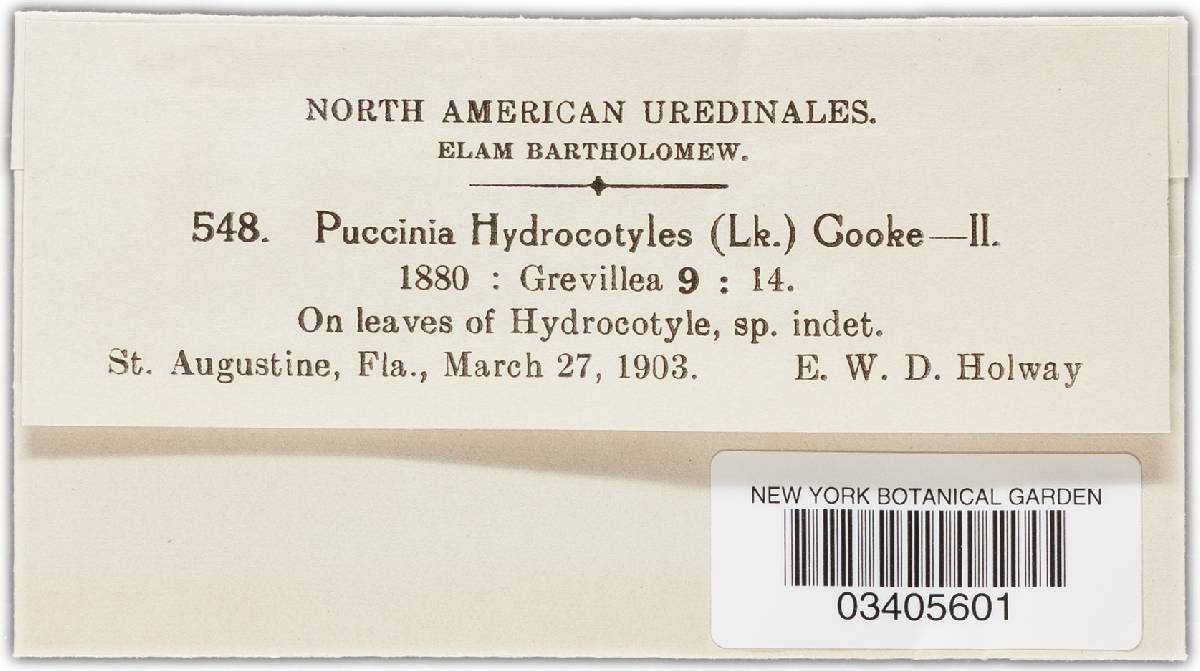 NORTH AMERICAN UREDINALES.
ELAM BARTHOLOMEW.
548. Puccinia Hydrocotyles (Lk.) Cooke—II.
1880 : Grevillea 9 : 14.
On leaves of Hydrocotyle, sp. indet.
St. Augustine, Fla., March 27, 1903. E. W. D. Holway
NEW YORK BOTANICAL GARDEN
03405601